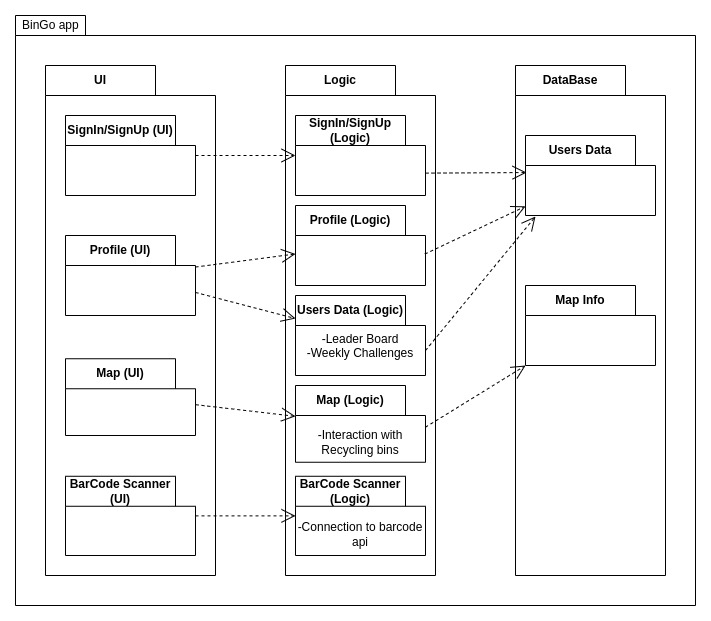 BinGo app
UI
SignIn/SignUp (UI)
Profile (UI)
Map (UI)
BarCode Scanner
(UI)
Logic
SignIn/SignUp
(Logic)
Profile (Logic)
Users Data (Logic)
-Leader Board
-Weekly Challenges
Map (Logic)
-Interaction with
Recycling bins
BarCode Scanner
(Logic)
-Connection to barcode
api
DataBase
Users Data
Map Info